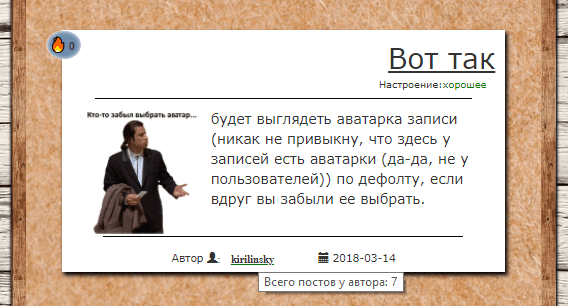 0
Вот так
Настроение:хорошее
Кто-то забыл выбрать аватар...
будет выглядеть аватарка записи
(никак не привыкну, что здесь у
записей есть аватарки (да-да, не у
пользователей)) по дефолту, если
вдруг вы забыли ее выбрать.
Автор kirilinsky 2018-03-14
Всего постов у автора: 7